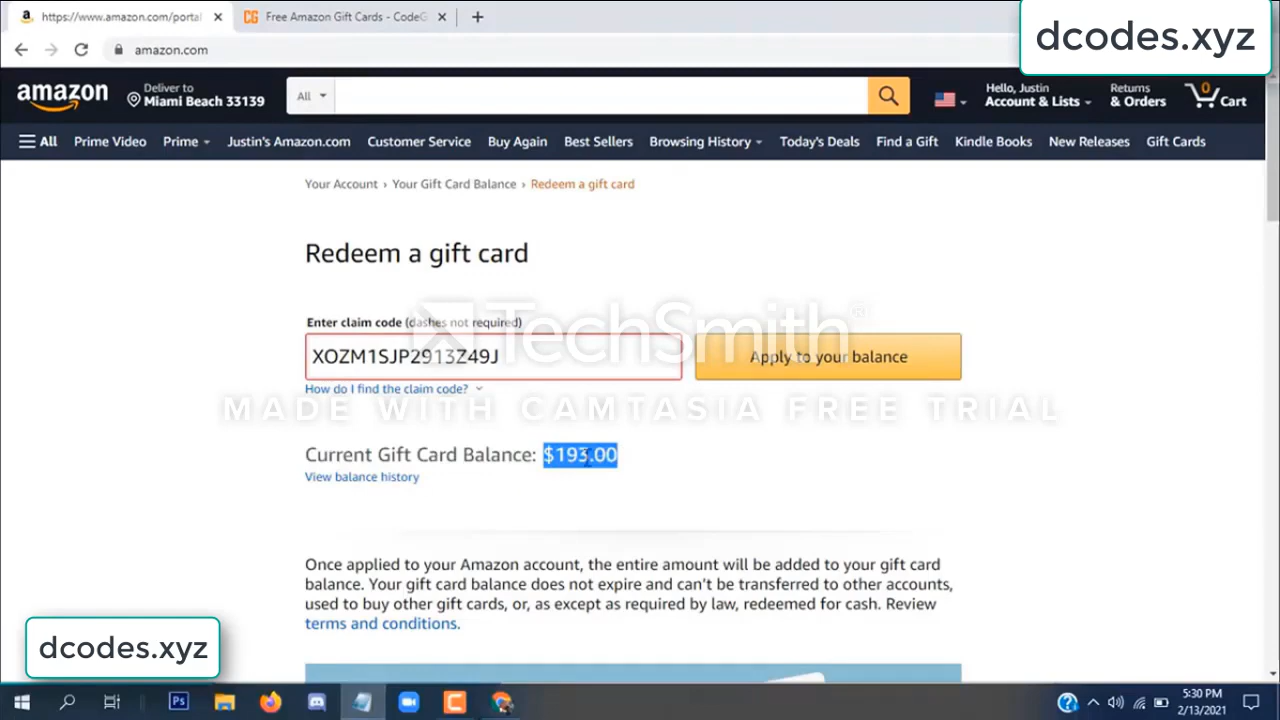 https://www.amazon.com/portal
Free Amazon Gift Cards - CodeG
dcodes.xyz
amazon.com
amazon
Deliver to
Miami Beach 33139
All
Hello, Justin
Account & Lists
Returns
& Orders
0
Cart
All
Prime Video
Prime
Justin's Amazon.com
Customer Service
Buy Again
Best Sellers
Browsing History
Today's Deals
Find a Gift
Kindle Books
New Releases
Gift Cards
Your Account › Your Gift Card Balance › Redeem a gift card
Redeem a gift card
Enter claim code (dashes not required)
XOZM1SJP2913Z49J
Apply to your balance
TechSmith®
How do I find the claim code?
MADE WITH CAMTASIA FREE TRIAL
Current Gift Card Balance: $193.00
View balance history
Once applied to your Amazon account, the entire amount will be added to your gift card
balance. Your gift card balance does not expire and can't be transferred to other accounts,
used to buy other gift cards, or, as except as required by law, redeemed for cash. Review
terms and conditions.
dcodes.xyz
Ps
5:30 PM
2/13/2021